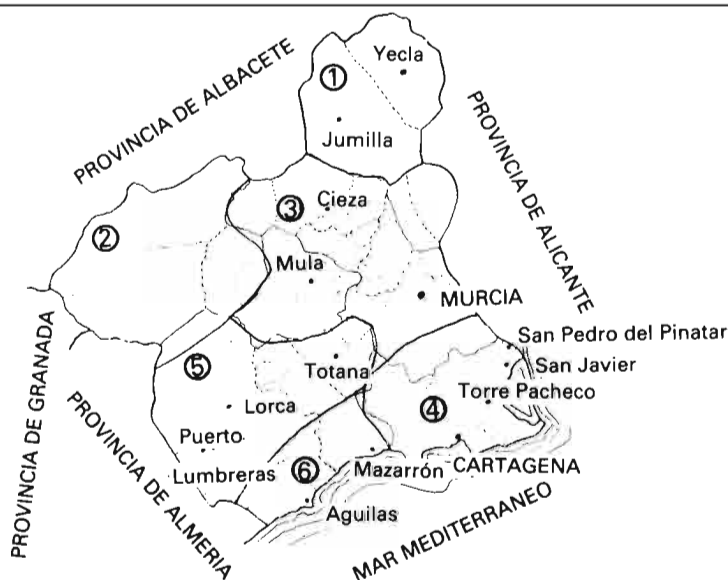 Yecla
①
PROVINCIA DE ALBACETE
Jumilla
PROVINCIA DE ALICANTE
③
Cieza
②
Mula
MURCIA
San Pedro del Pinatar
⑤
Totana
San Javier
Torre Pacheco
Lorca
④
PROVINCIA DE GRANADA
PROVINCIA DE ALMERIA
Puerto
Lumbreras
⑥
Mazarrón
CARTAGENA
Aguilas
MAR MEDITERRANEO